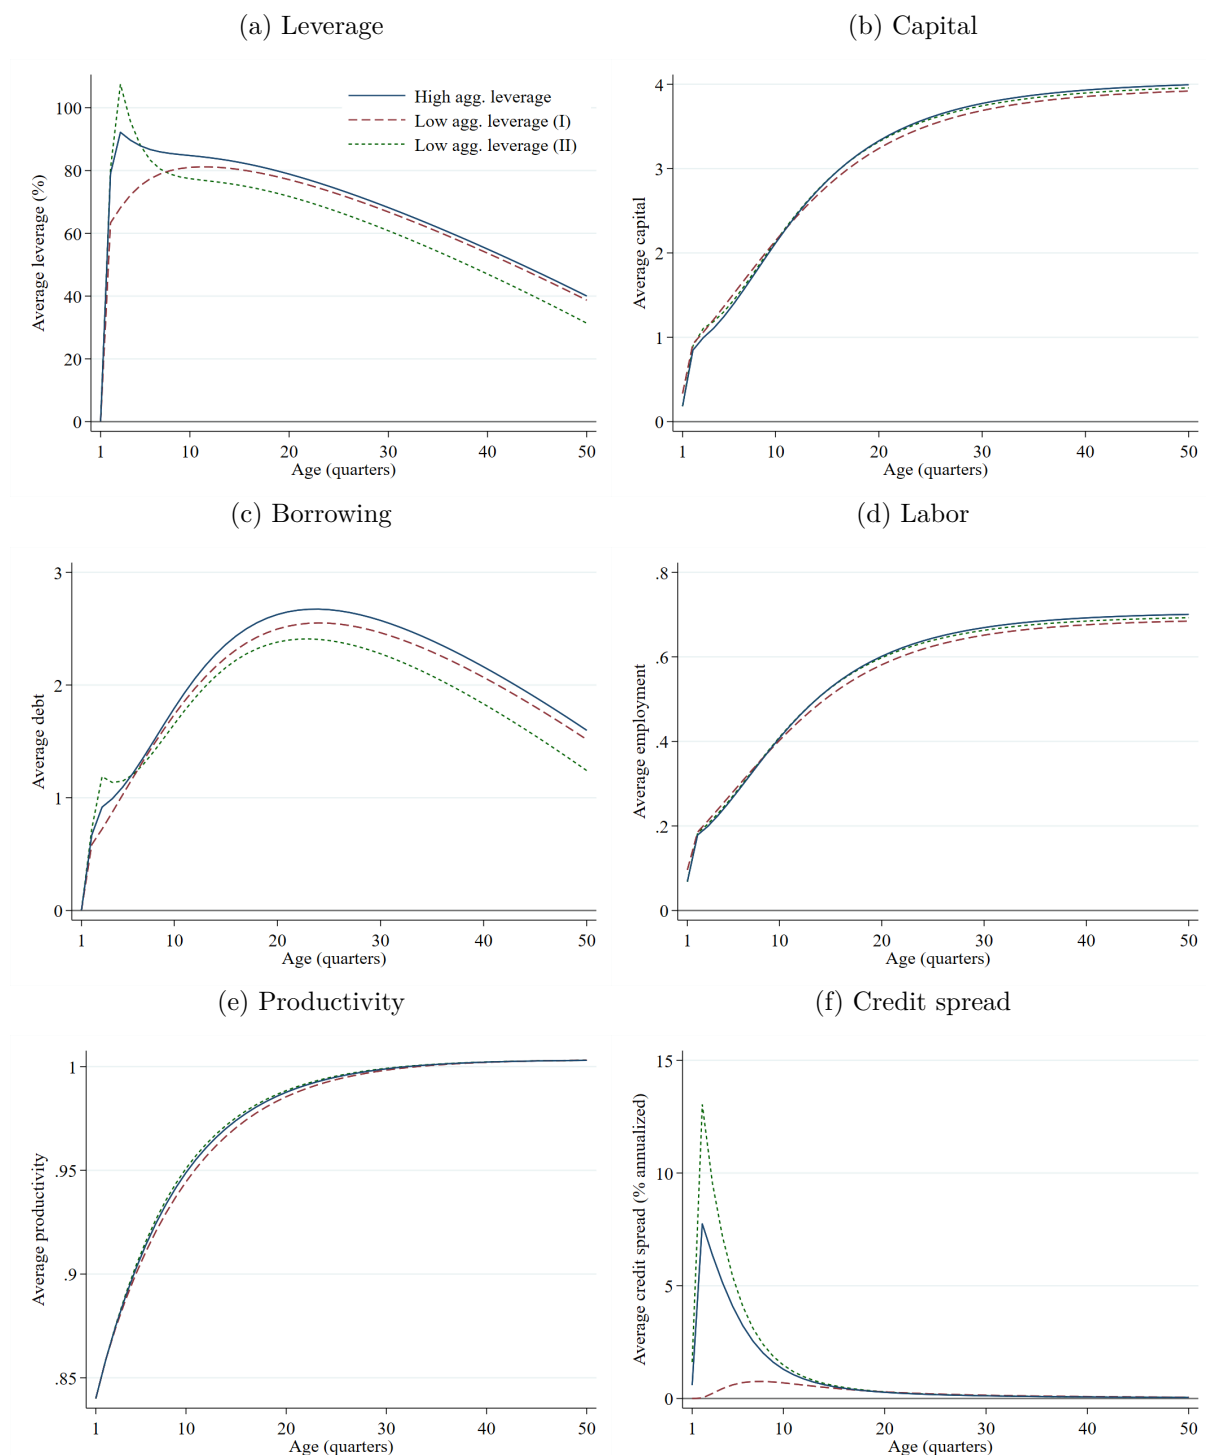 (a) Leverage
Average leverage (%)
100
80
60
40
20
0
High agg. leverage
Low agg. leverage (I)
Low agg. leverage (II)
1 10 20 30 40 50
Age (quarters)
(b) Capital
Average capital
4
3
2
1
0
1 10 20 30 40 50
Age (quarters)
(c) Borrowing
Average debt
3
2
1
0
1 10 20 30 40 50
Age (quarters)
(d) Labor
Average employment
.8
.6
.4
.2
0
1 10 20 30 40 50
Age (quarters)
(e) Productivity
Average productivity
1
.95
.9
.85
1 10 20 30 40 50
Age (quarters)
(f) Credit spread
Average credit spread (% annualized)
15
10
5
0
1 10 20 30 40 50
Age (quarters)